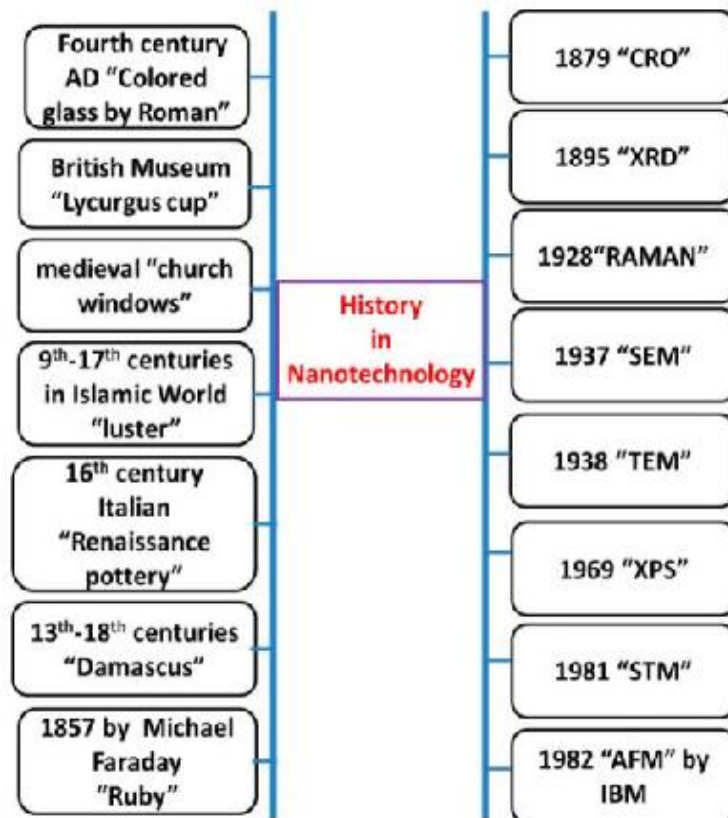 Fourth century
AD "Colored
glass by Roman"
British Museum
"Lycurgus cup"
medieval "church
windows"
9th-17th centuries
in Islamic World
"luster"
16th century
Italian
"Renaissance
pottery"
13th-18th centuries
"Damascus"
1857 by Michael
Faraday
"Ruby"
History
in
Nanotechnology
1879 "CRO"
1895 "XRD"
1928"RAMAN"
1937 "SEM"
1938 "TEM"
1969 "XPS"
1981 "STM"
1982 "AFM" by
IBM